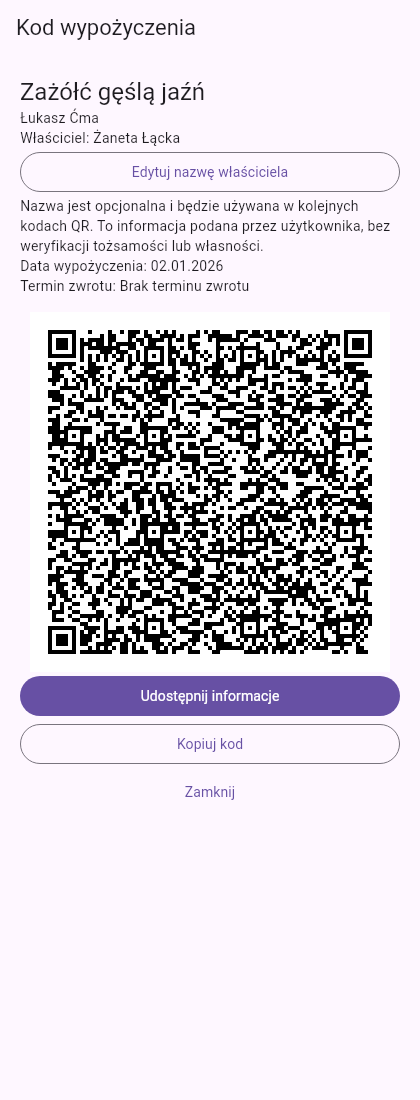 Kod wypożyczenia
Zażółć gęślą jaźń
Łukasz Ćma
Właściciel: Żaneta Łącka
Edytuj nazwę właściciela
Nazwa jest opcjonalna i będzie używana w kolejnych
kodach QR. To informacja podana przez użytkownika, bez
weryfikacji tożsamości lub własności.
Data wypożyczenia: 02.01.2026
Termin zwrotu: Brak terminu zwrotu
Udostępnij informacje
Kopiuj kod
Zamknij